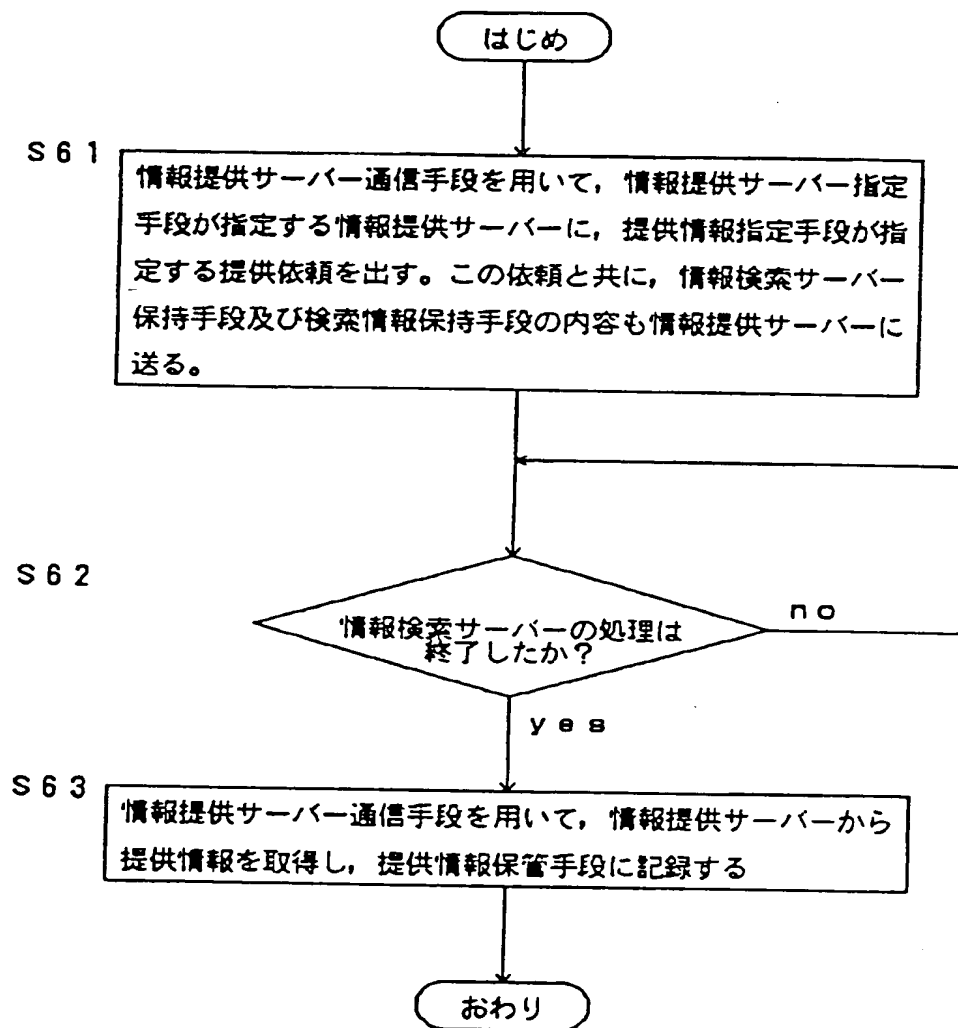 はじめ
S61
情報提供サーバー通信手段を用いて，情報提供サーバー指定
手段が指定する情報提供サーバーに，提供情報指定手段が指
定する提供依頼を出す。この依頼と共に，情報検索サーバー
保持手段及び検索情報保持手段の内容も情報提供サーバーに
送る。
S62
情報検索サーバーの処理は
終了したか？
no
yes
S63
情報提供サーバー通信手段を用いて，情報提供サーバーから
提供情報を取得し，提供情報保管手段に記録する
おわり